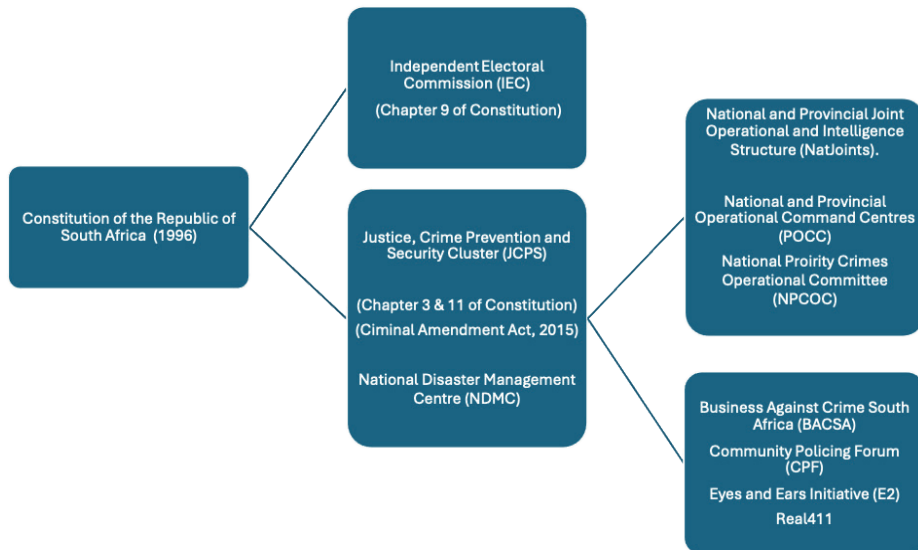 Constitution of the Republic of
South Africa  (1996)
Independent Electoral
Commission (IEC)
(Chapter 9 of Constitution)
Justice, Crime Prevention and
Security Cluster (JCPS)
(Chapter 3 & 11 of Constitution)
(Ciminal Amendment Act, 2015)
National Disaster Management
Centre (NDMC)
National and Provincial Joint
Operational and Intelligence
Structure (NatJoints).
National and Provincial
Operational Command Centres
(POCC)
National Proirity Crimes
Operational Committee
(NPCOC)
Business Against Crime South
Africa (BACSA)
Community Policing Forum
(CPF)
Eyes and Ears Initiative (E2)
Real411